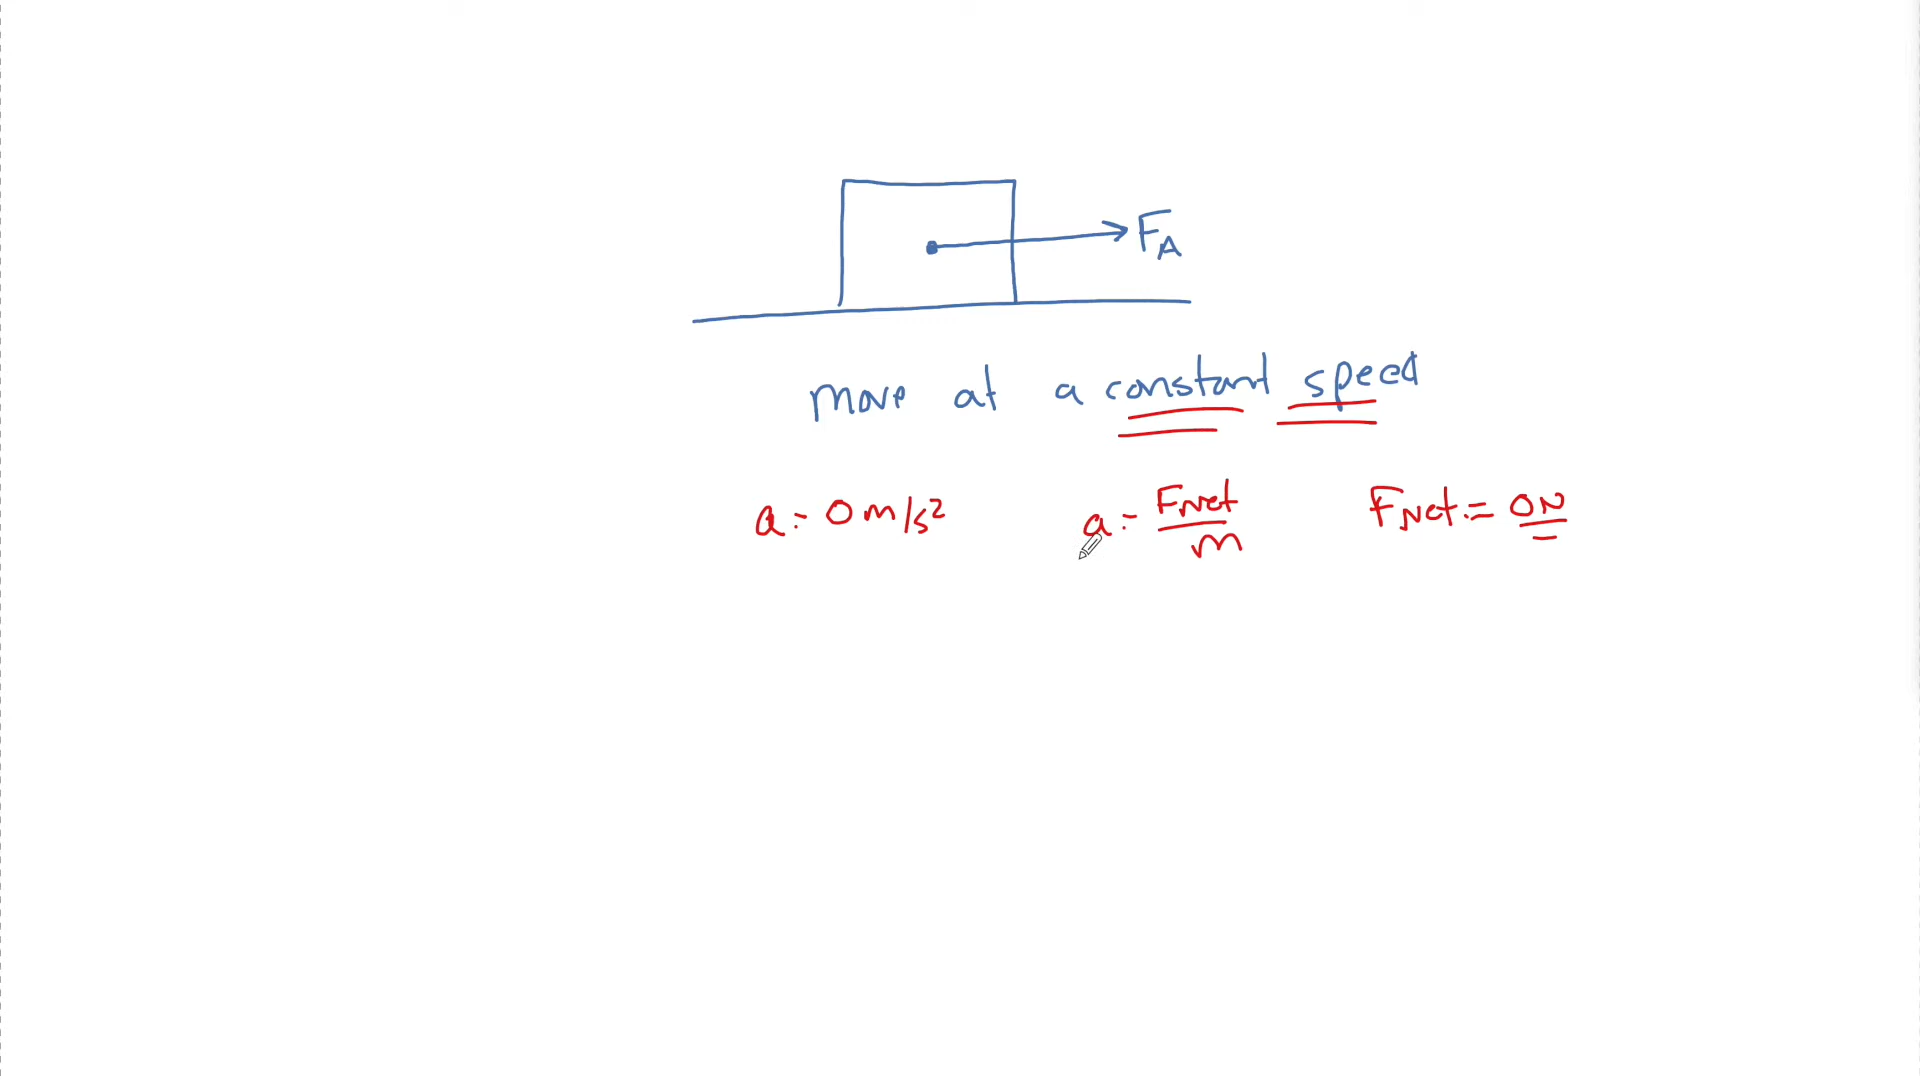 FA
move at a constant speed
a = 0 m/s² a = Fnet/m Fnet = 0N